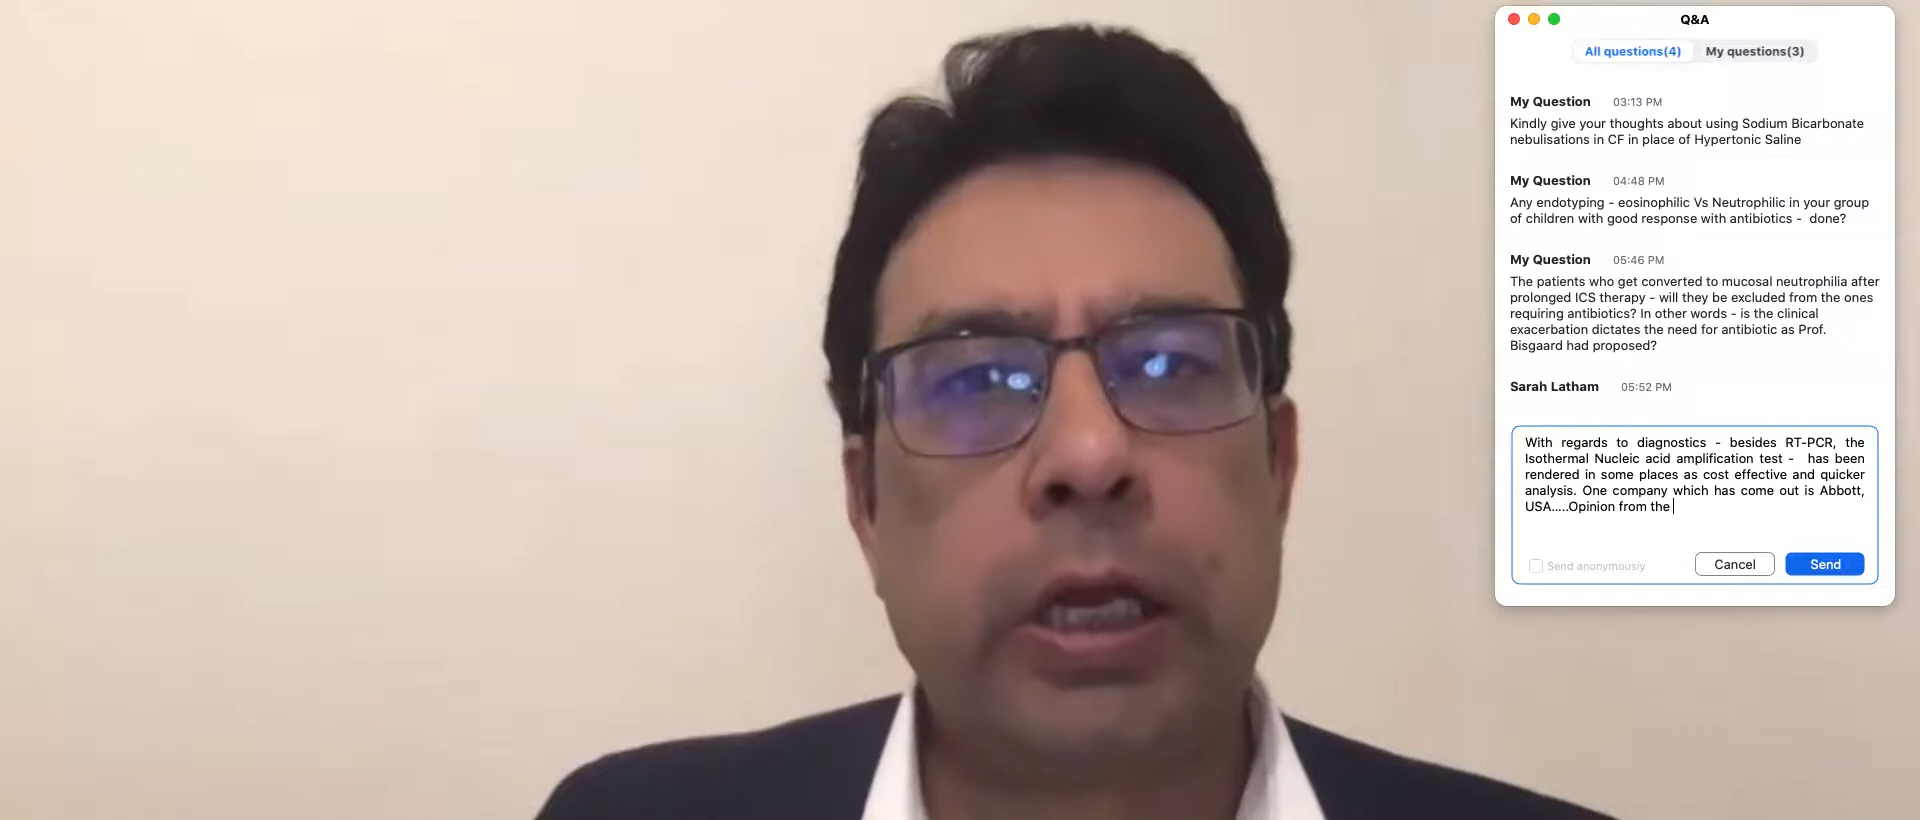 Q&A
All questions(4) My questions(3)
My Question 03:13 PM
Kindly give your thoughts about using Sodium Bicarbonate
nebulisations in CF in place of Hypertonic Saline
My Question 04:48 PM
Any endotyping - eosinophilic Vs Neutrophilic in your group
of children with good response with antibiotics - done?
My Question 05:46 PM
The patients who get converted to mucosal neutrophilia after
prolonged ICS therapy - will they be excluded from the ones
requiring antibiotics? In other words - is the clinical
exacerbation dictates the need for antibiotic as Prof.
Bisgaard had proposed?
Sarah Latham 05:52 PM
With regards to diagnostics - besides RT-PCR, the
Isothermal Nucleic acid amplification test - has been
rendered in some places as cost effective and quicker
analysis. One company which has come out is Abbott,
USA.....Opinion from the
Send anonymously Cancel Send